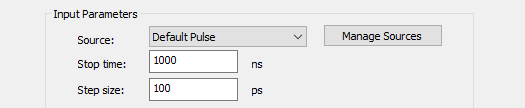 Input Parameters
Source: Default Pulse Manage Sources
Stop time: 1000 ns
Step size: 100 ps